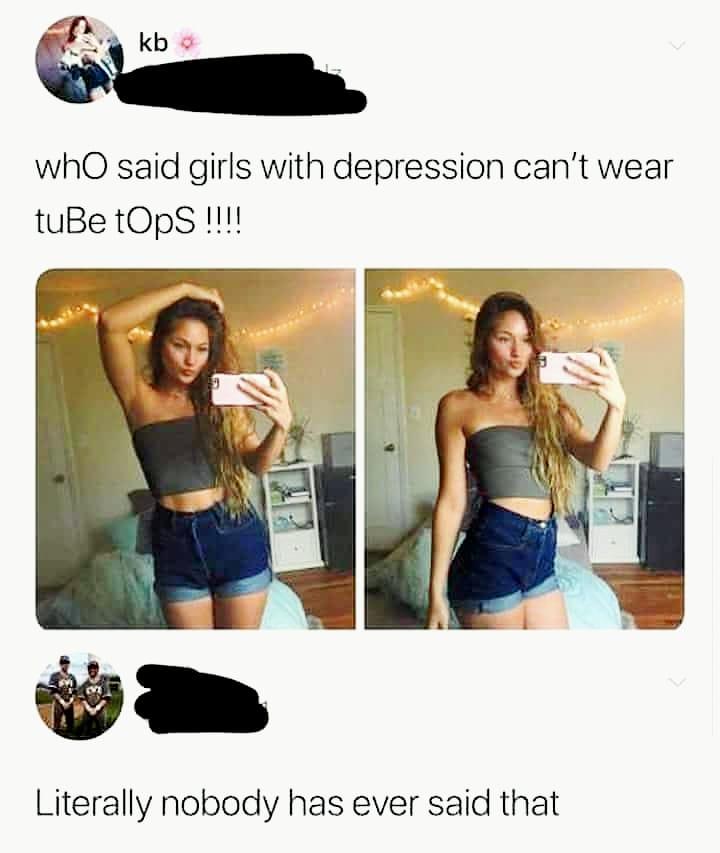 kb🌸
whO said girls with depression can't wear
tuBe tOpS !!!!
Literally nobody has ever said that